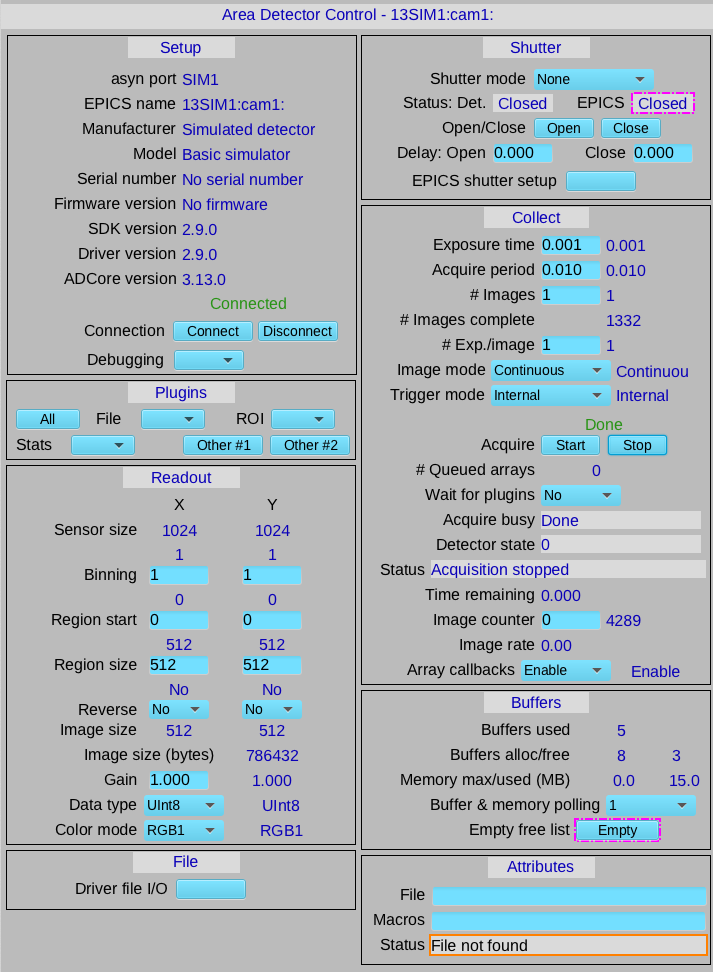 Area Detector Control - 13SIM1:cam1:
Setup
asyn port SIM1
EPICS name 13SIM1:cam1:
Manufacturer Simulated detector
Model Basic simulator
Serial number No serial number
Firmware version No firmware
SDK version 2.9.0
Driver version 2.9.0
ADCore version 3.13.0
Connected
Connection Connect Disconnect
Debugging
Plugins
All File ROI
Stats Other #1 Other #2
Readout
X Y
Sensor size 1024 1024
1 1
Binning 1 1
0 0
Region start 0 0
512 512
Region size 512 512
No No
Reverse No No
Image size 512 512
Image size (bytes) 786432
Gain 1.000 1.000
Data type UInt8 UInt8
Color mode RGB1 RGB1
File
Driver file I/O
Shutter
Shutter mode None
Status: Det. Closed EPICS Closed
Open/Close Open Close
Delay: Open 0.000 Close 0.000
EPICS shutter setup
Collect
Exposure time 0.001 0.001
Acquire period 0.010 0.010
# Images 1 1
# Images complete 1332
# Exp./image 1 1
Image mode Continuous Continuou
Trigger mode Internal Internal
Done
Acquire Start Stop
# Queued arrays 0
Wait for plugins No
Acquire busy Done
Detector state 0
Status Acquisition stopped
Time remaining 0.000
Image counter 0 4289
Image rate 0.00
Array callbacks Enable Enable
Buffers
Buffers used 5
Buffers alloc/free 8 3
Memory max/used (MB) 0.0 15.0
Buffer & memory polling 1
Empty free list Empty
Attributes
File
Macros
Status File not found